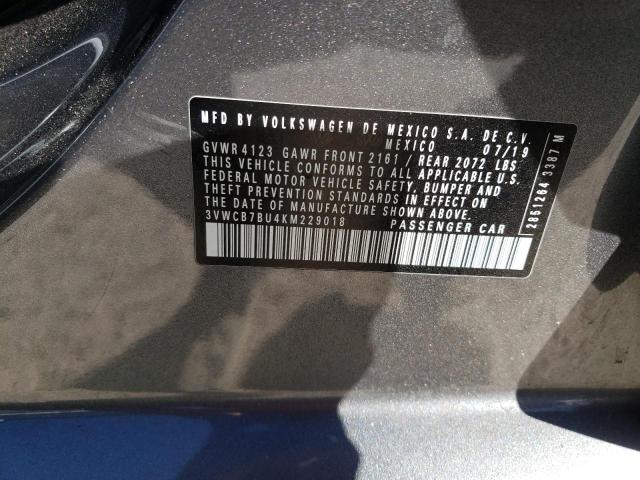 MFD BY VOLKSWAGEN DE MEXICO S.A. DE C.V.
MEXICO 07/19
GVWR 4123 GAWR FRONT 2161 / REAR 2072 LBS.
THIS VEHICLE CONFORMS TO ALL APPLICABLE U.S.
FEDERAL MOTOR VEHICLE SAFETY, BUMPER AND
THEFT PREVENTION STANDARDS IN EFFECT ON
THE DATE OF MANUFACTURE SHOWN ABOVE.
3VWCB7BU4KM229018 PASSENGER CAR
2851264 3387 M